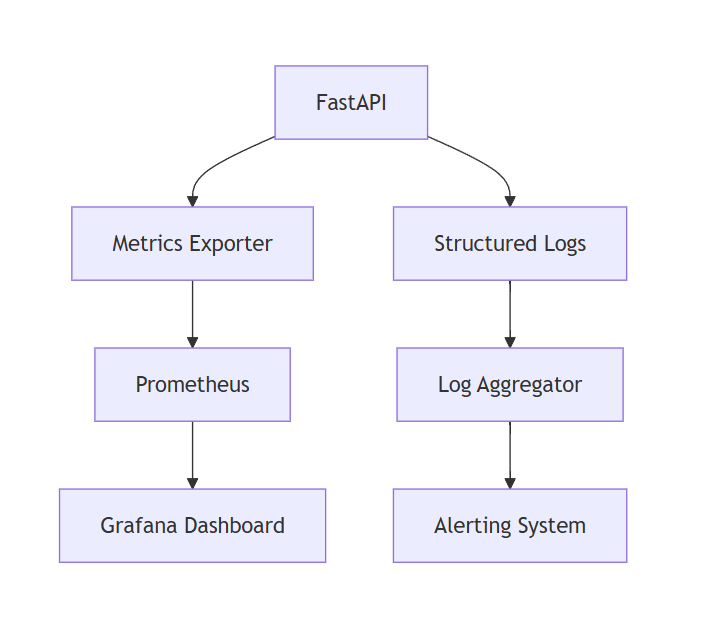 FastAPI
Metrics Exporter
Structured Logs
Prometheus
Log Aggregator
Grafana Dashboard
Alerting System